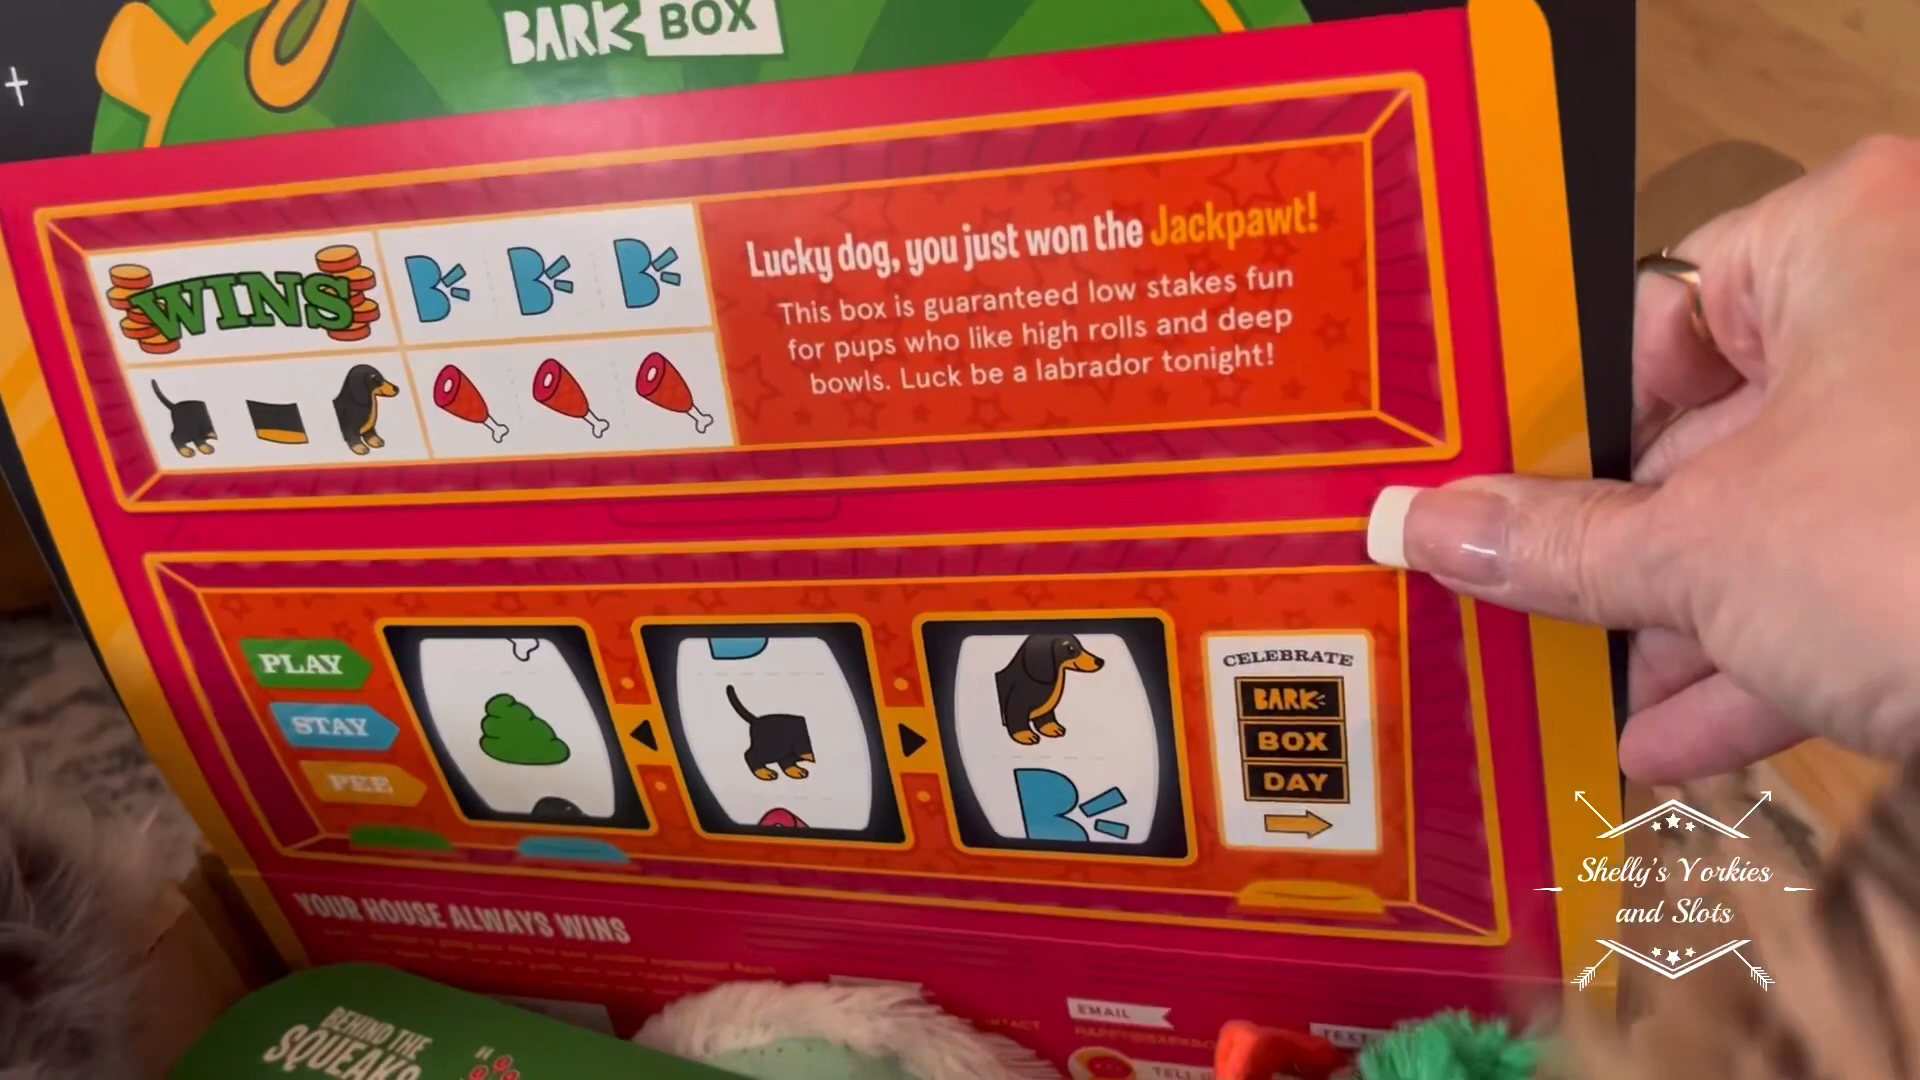 BARK BOX
WINS
Lucky dog, you just won the Jackpawt!
This box is guaranteed low stakes fun
for pups who like high rolls and deep
bowls. Luck be a labrador tonight!
PLAY
STAY
PEE
CELEBRATE
BARK
BOX
DAY
YOUR HOUSE ALWAYS WINS
BEHIND THE
SQUEAK
EMAIL
Shelly's Yorkies
and Slots